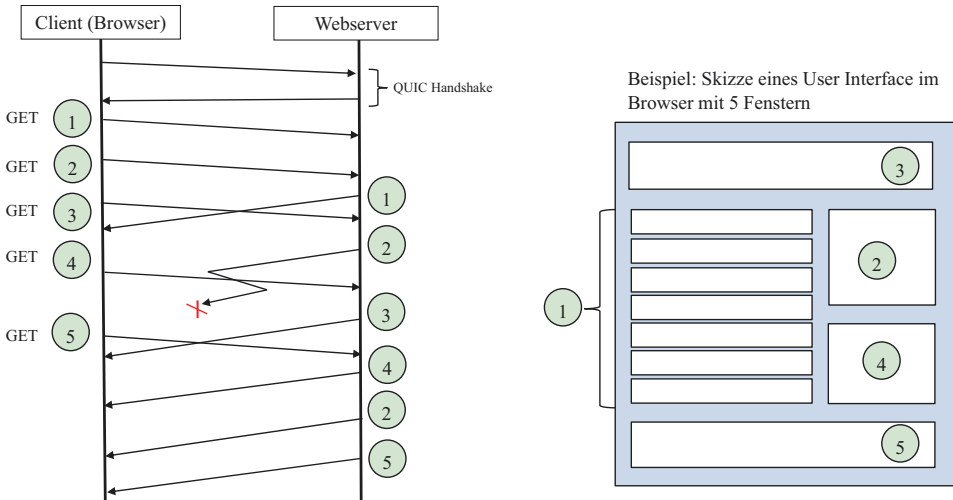 Client (Browser)
Webserver
QUIC Handshake
GET 1
GET 2
GET 3
GET 4
GET 5
1
2
3
4
2
5
Beispiel: Skizze eines User Interface im
Browser mit 5 Fenstern
3
1
2
4
5